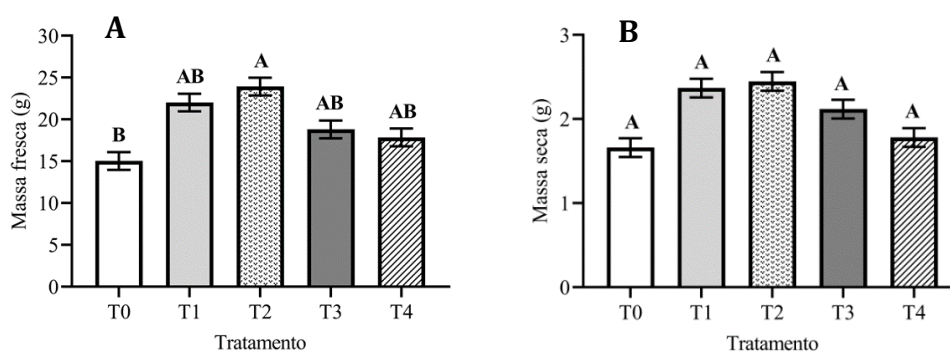 A
Massa fresca (g)
30
25
20
15
10
5
0
B
AB
A
AB
AB
T0 T1 T2 T3 T4
Tratamento
B
Massa seca (g)
3
2
1
0
A
A
A
A
A
T0 T1 T2 T3 T4
Tratamento